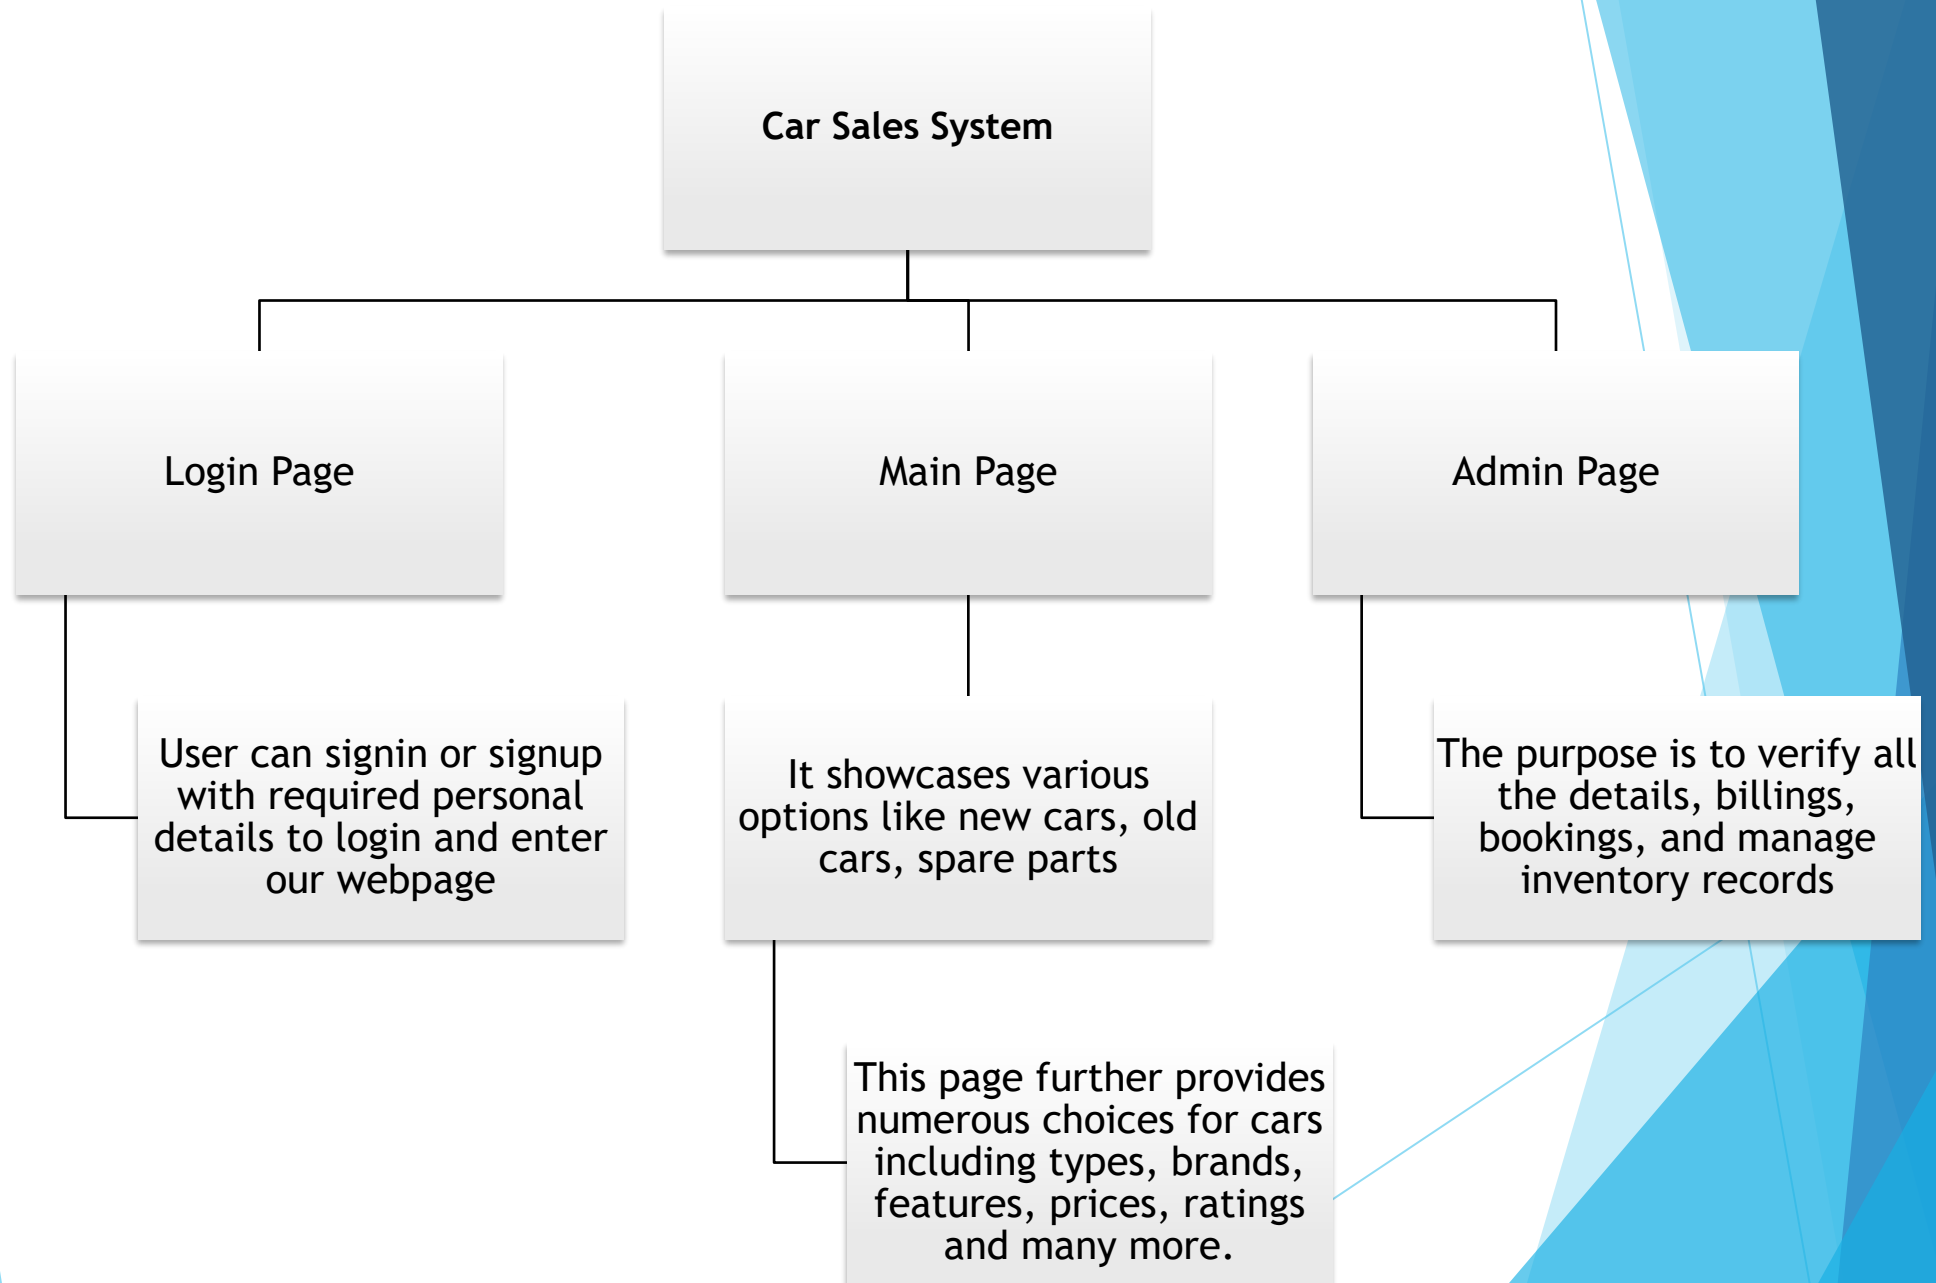 Car Sales System
Login Page
Main Page
Admin Page
User can signin or signup
with required personal
details to login and enter
our webpage
It showcases various
options like new cars, old
cars, spare parts
The purpose is to verify all
the details, billings,
bookings, and manage
inventory records
This page further provides
numerous choices for cars
including types, brands,
features, prices, ratings
and many more.